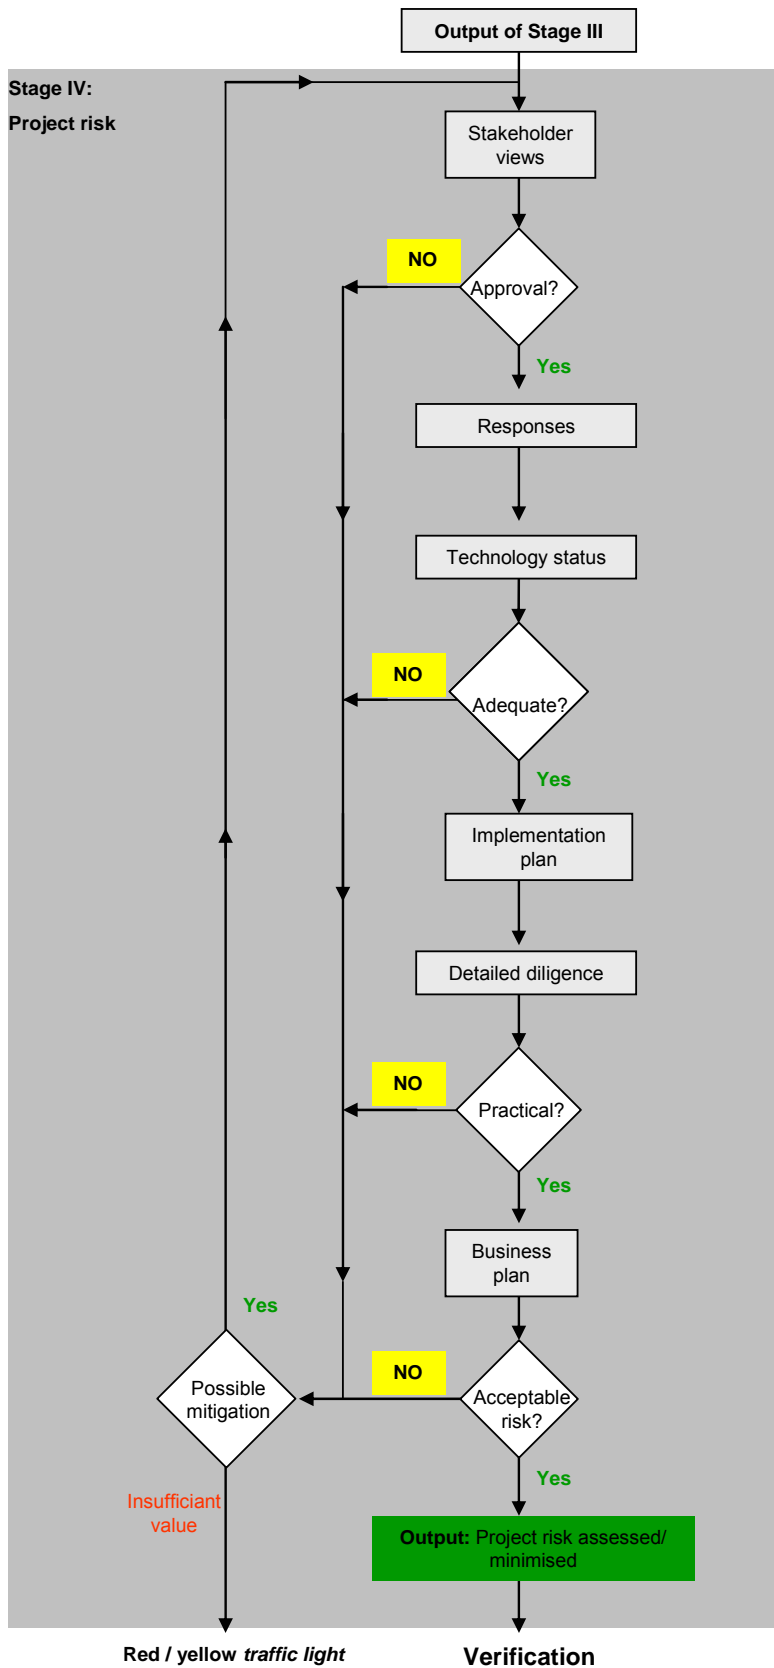 Output of Stage III
Stage IV:
Project risk
Stakeholder
views
NO
Approval?
Yes
Responses
Technology status
NO
Adequate?
Yes
Implementation
plan
Detailed diligence
NO
Practical?
Yes
Business
plan
Yes
NO
Possible
mitigation
Acceptable
risk?
Yes
Insufficiant
value
Output: Project risk assessed/
minimised
Red / yellow traffic light
Verification